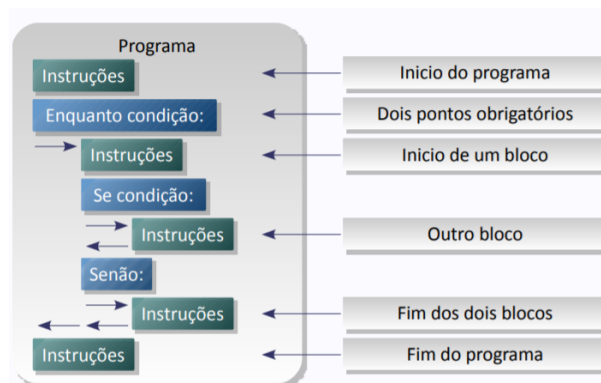 Programa
Instruções
Inicio do programa
Enquanto condição:
Dois pontos obrigatórios
Instruções
Inicio de um bloco
Se condição:
Instruções
Outro bloco
Senão:
Instruções
Fim dos dois blocos
Instruções
Fim do programa